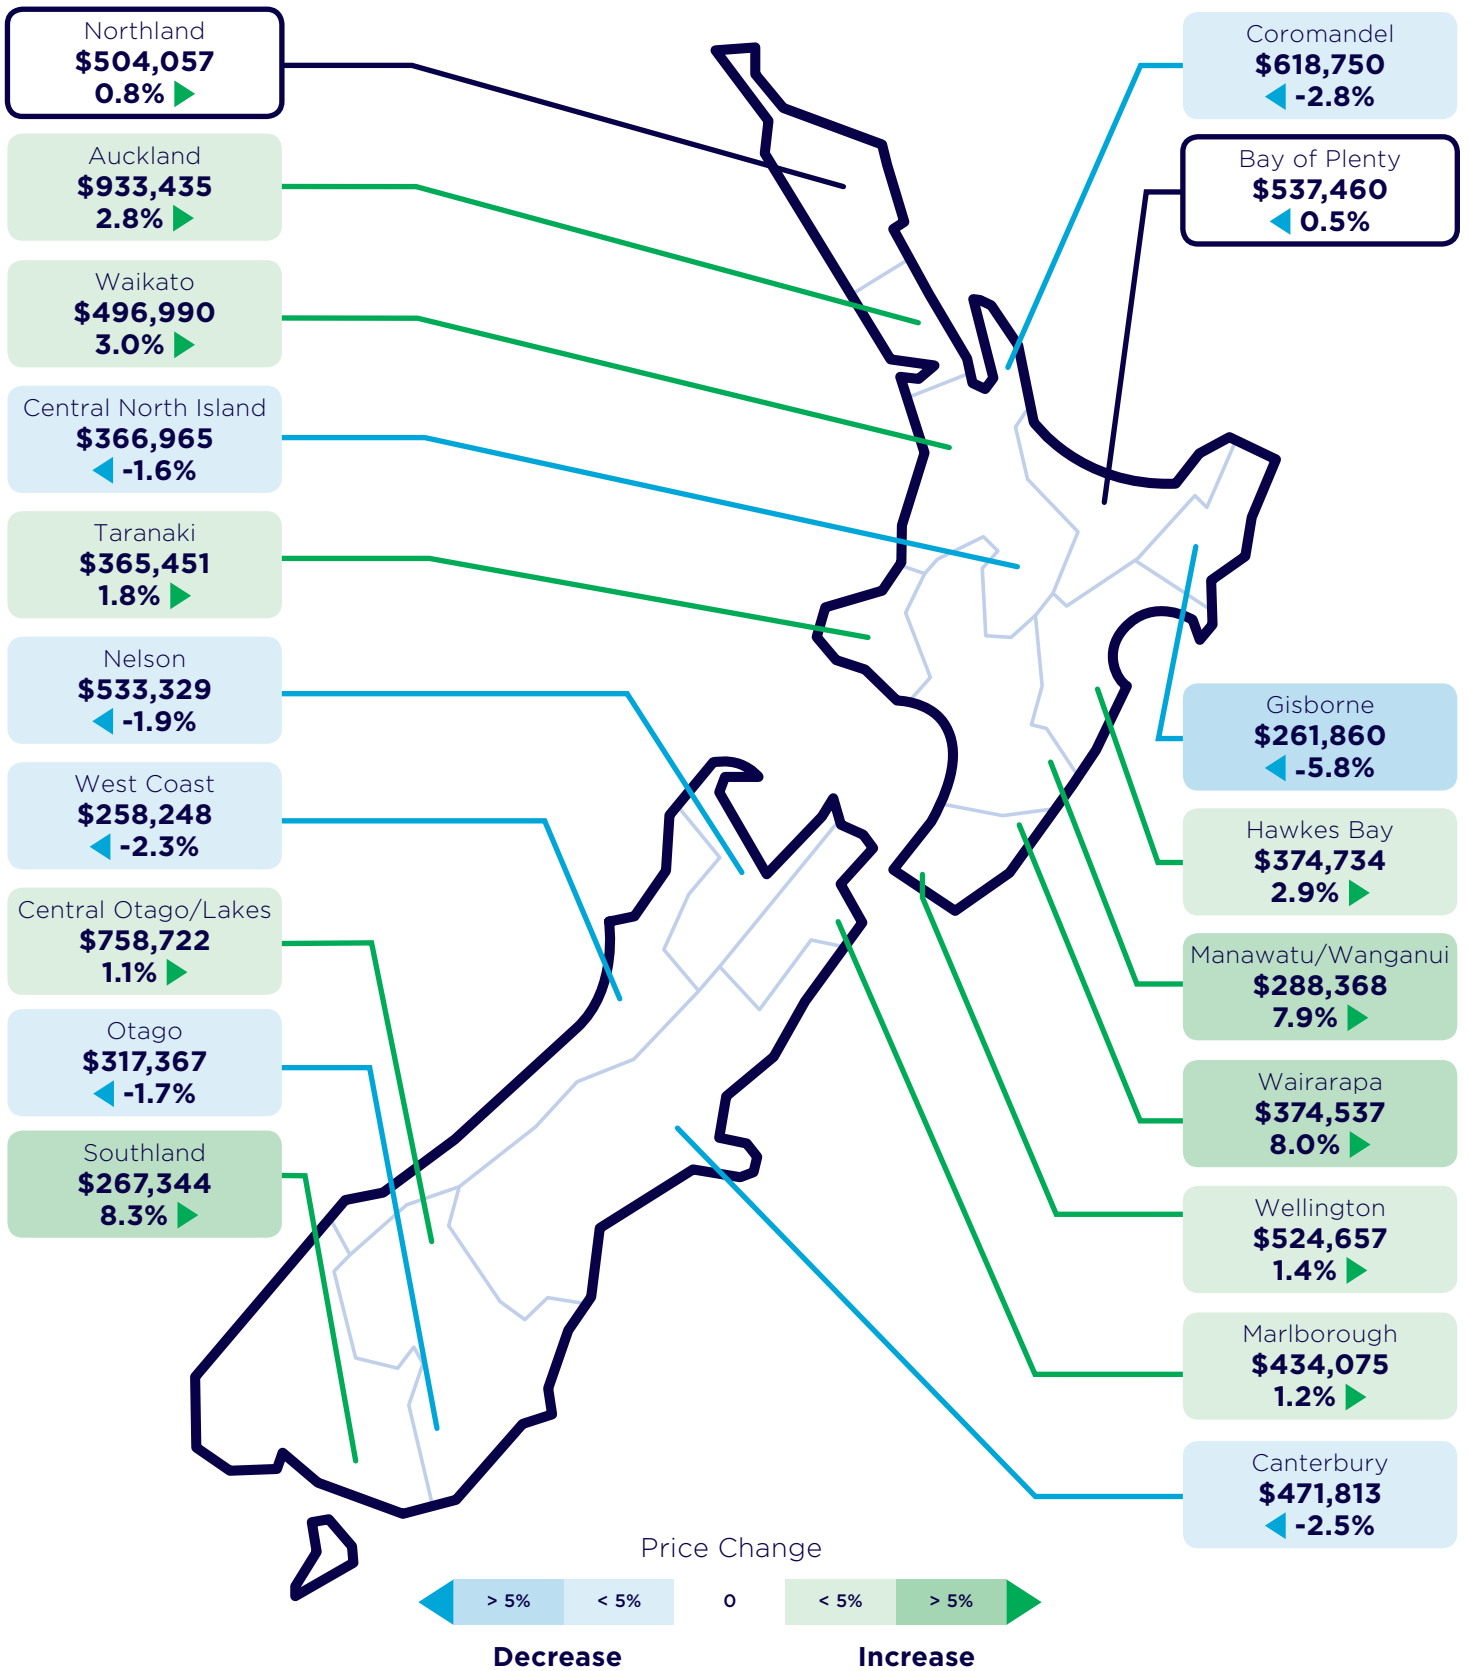 Northland
$504,057
0.8%
Auckland
$933,435
2.8%
Waikato
$496,990
3.0%
Central North Island
$366,965
-1.6%
Taranaki
$365,451
1.8%
Nelson
$533,329
-1.9%
West Coast
$258,248
-2.3%
Central Otago/Lakes
$758,722
1.1%
Otago
$317,367
-1.7%
Southland
$267,344
8.3%
Coromandel
$618,750
-2.8%
Bay of Plenty
$537,460
0.5%
Gisborne
$261,860
-5.8%
Hawkes Bay
$374,734
2.9%
Manawatu/Wanganui
$288,368
7.9%
Wairarapa
$374,537
8.0%
Wellington
$524,657
1.4%
Marlborough
$434,075
1.2%
Canterbury
$471,813
-2.5%
Price Change
> 5% < 5% 0 < 5% > 5%
Decrease Increase